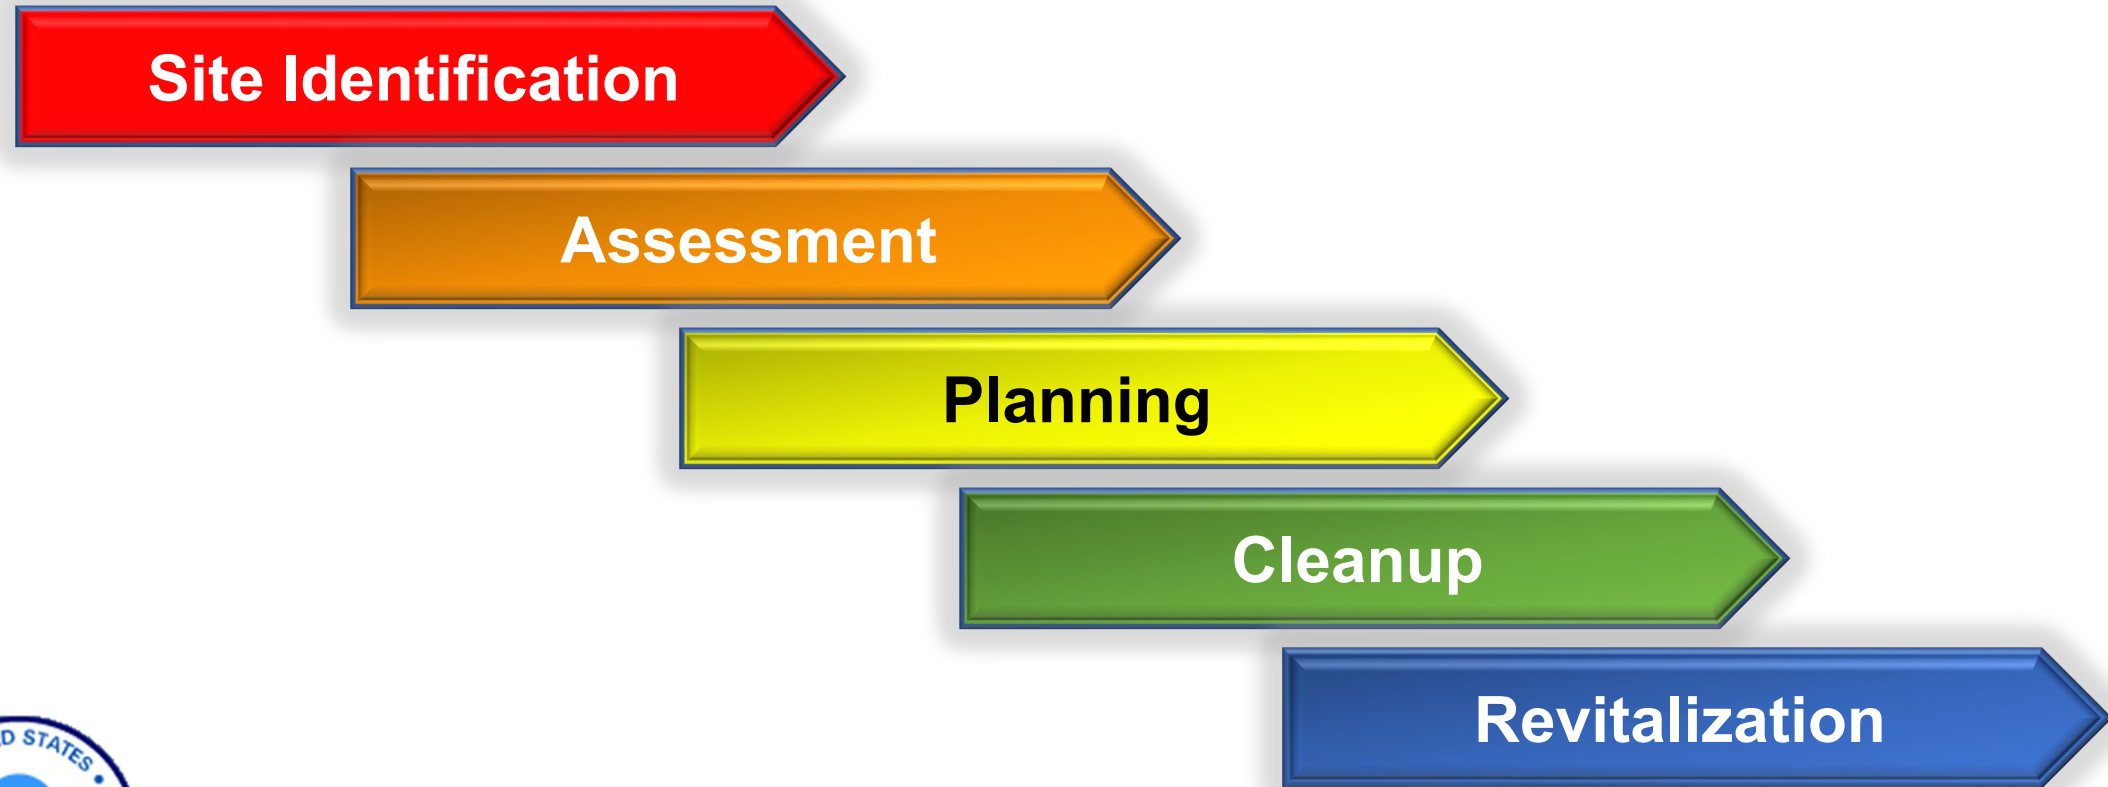 Site Identification
Assessment
Planning
Cleanup
Revitalization
D STATES